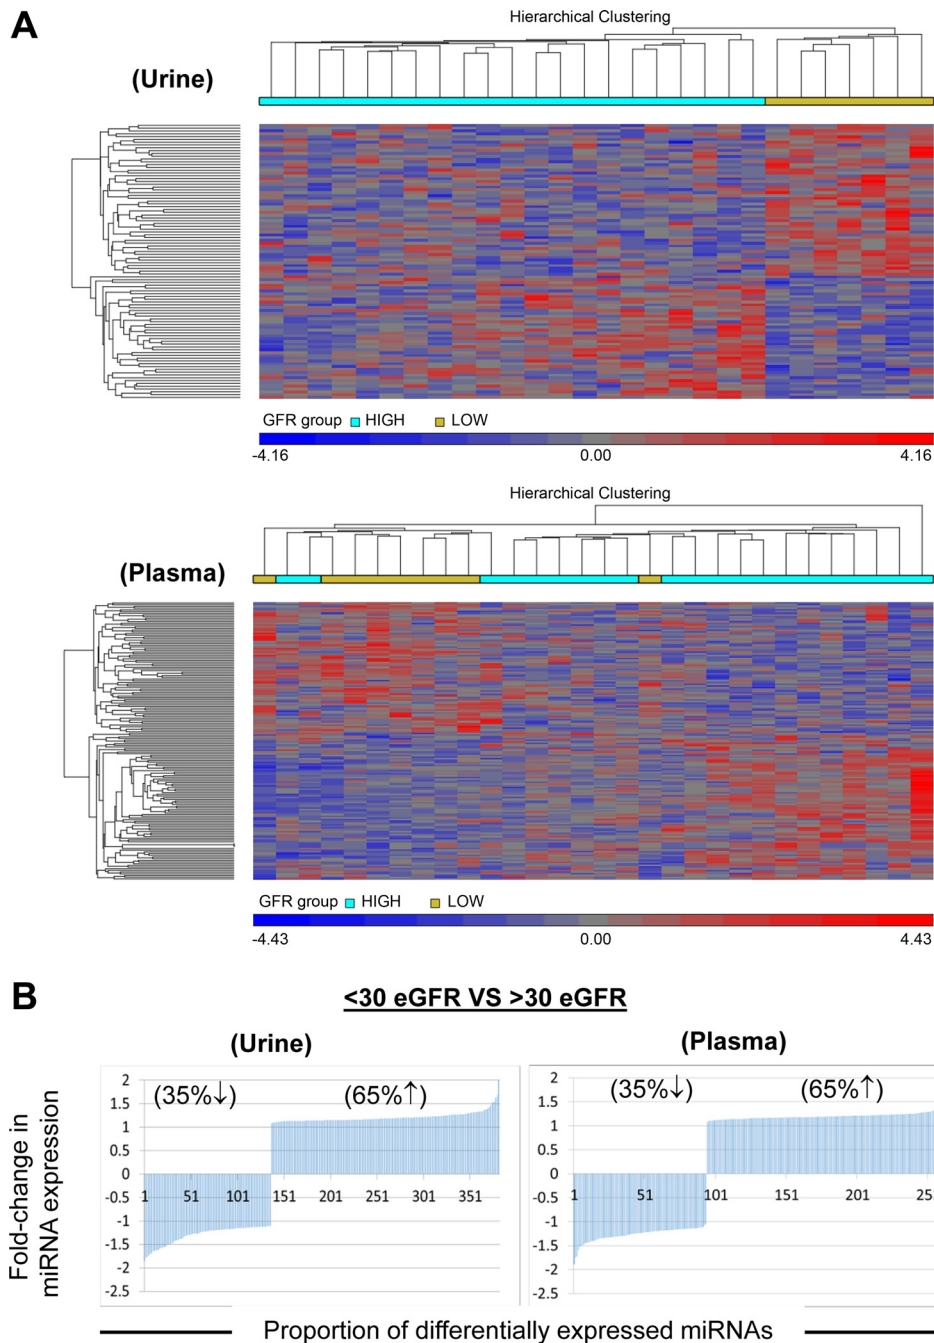 A
Hierarchical Clustering
(Urine)
GFR group HIGH LOW
-4.16 0.00 4.16
Hierarchical Clustering
(Plasma)
GFR group HIGH LOW
-4.43 0.00 4.43
B
<30 eGFR VS >30 eGFR
(Urine)
(Plasma)
Fold-change in
miRNA expression
2
1.5
1
0.5
0
-0.5
-1
-1.5
-2
-2.5
(35%↓) (65%↑)
1 51 101 151 201 251 301 351
2
1.5
1
0.5
0
-0.5
-1
-1.5
-2
-2.5
(35%↓) (65%↑)
1 51 101 151 201
Proportion of differentially expressed miRNAs